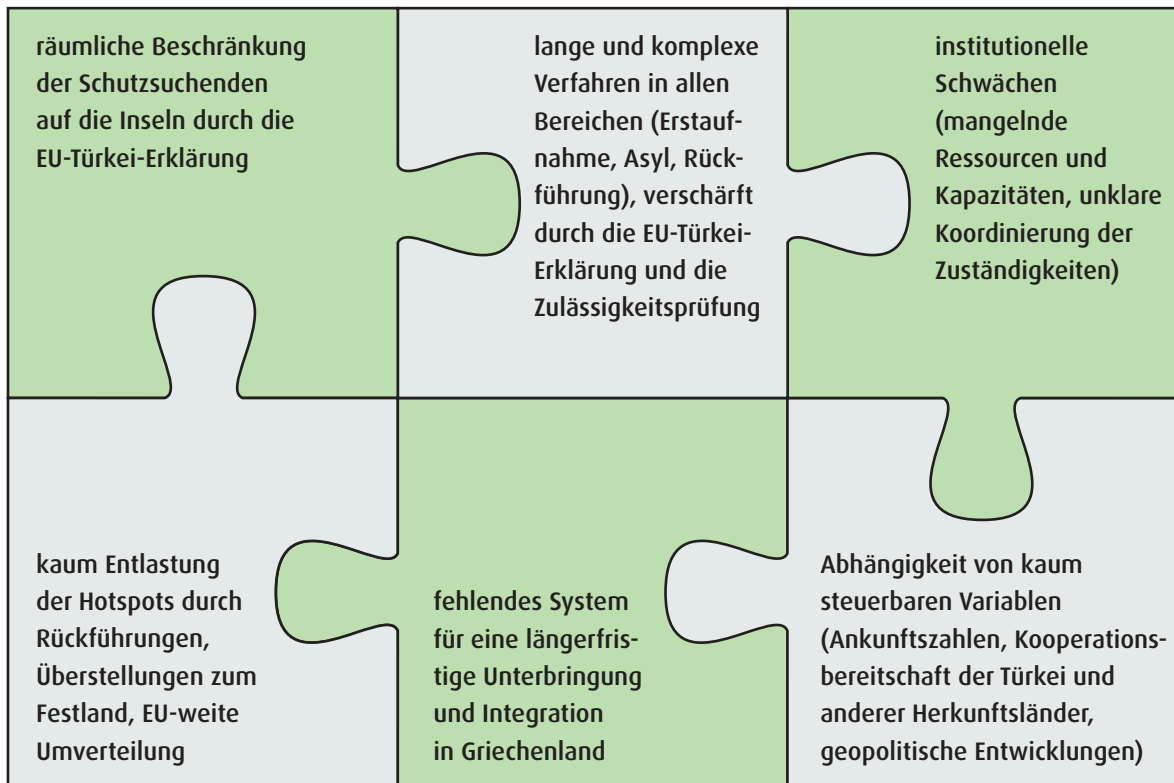 räumliche Beschränkung
der Schutzsuchenden
auf die Inseln durch die
EU-Türkei-Erklärung
lange und komplexe
Verfahren in allen
Bereichen (Erstauf-
nahme, Asyl, Rück-
führung), verschärft
durch die EU-Türkei-
Erklärung und die
Zulässigkeitsprüfung
institutionelle
Schwächen
(mangelnde
Ressourcen und
Kapazitäten, unklare
Koordinierung der
Zuständigkeiten)
kaum Entlastung
der Hotspots durch
Rückführungen,
Überstellungen zum
Festland, EU-weite
Umverteilung
fehlendes System
für eine längerfris-
tige Unterbringung
und Integration
in Griechenland
Abhängigkeit von kaum
steuerbaren Variablen
(Ankunftszahlen, Kooperations-
bereitschaft der Türkei und
anderer Herkunftsländer,
geopolitische Entwicklungen)